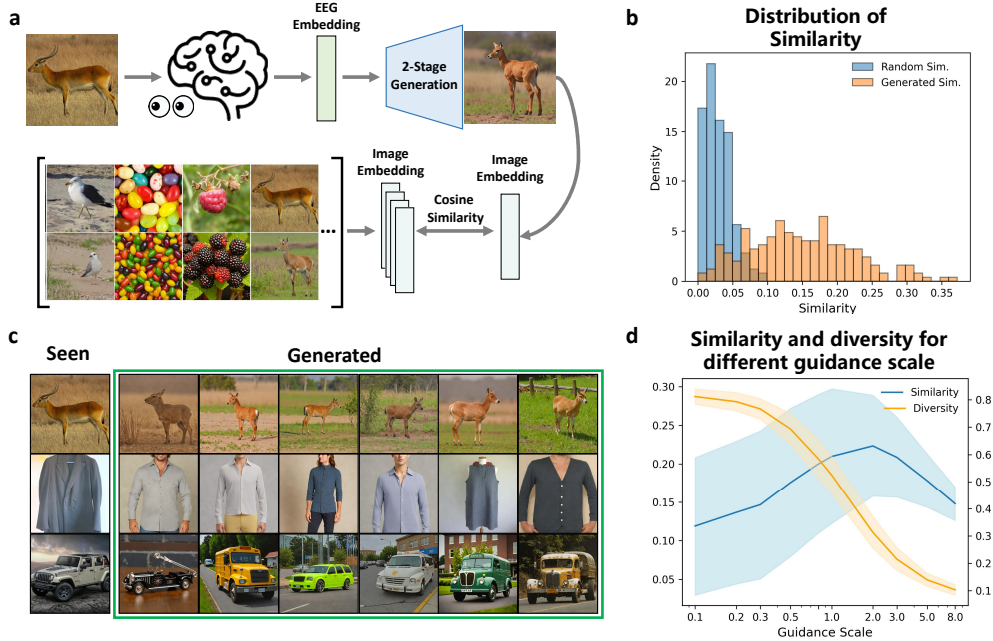 a
EEG
Embedding
2-Stage
Generation
Image
Embedding
Image
Embedding
Cosine
Similarity
...
b
Distribution of
Similarity
Random Sim.
Generated Sim.
Density
20
15
10
5
0
0.00 0.05 0.10 0.15 0.20 0.25 0.30 0.35
Similarity
c
Seen
Generated
d
Similarity and diversity for
different guidance scale
Similarity
Diversity
0.30
0.25
0.20
0.15
0.10
0.05
0.8
0.7
0.6
0.5
0.4
0.3
0.2
0.1
0.1 0.2 0.3 0.5 1.0 2.0 3.0 5.0 8.0
Guidance Scale